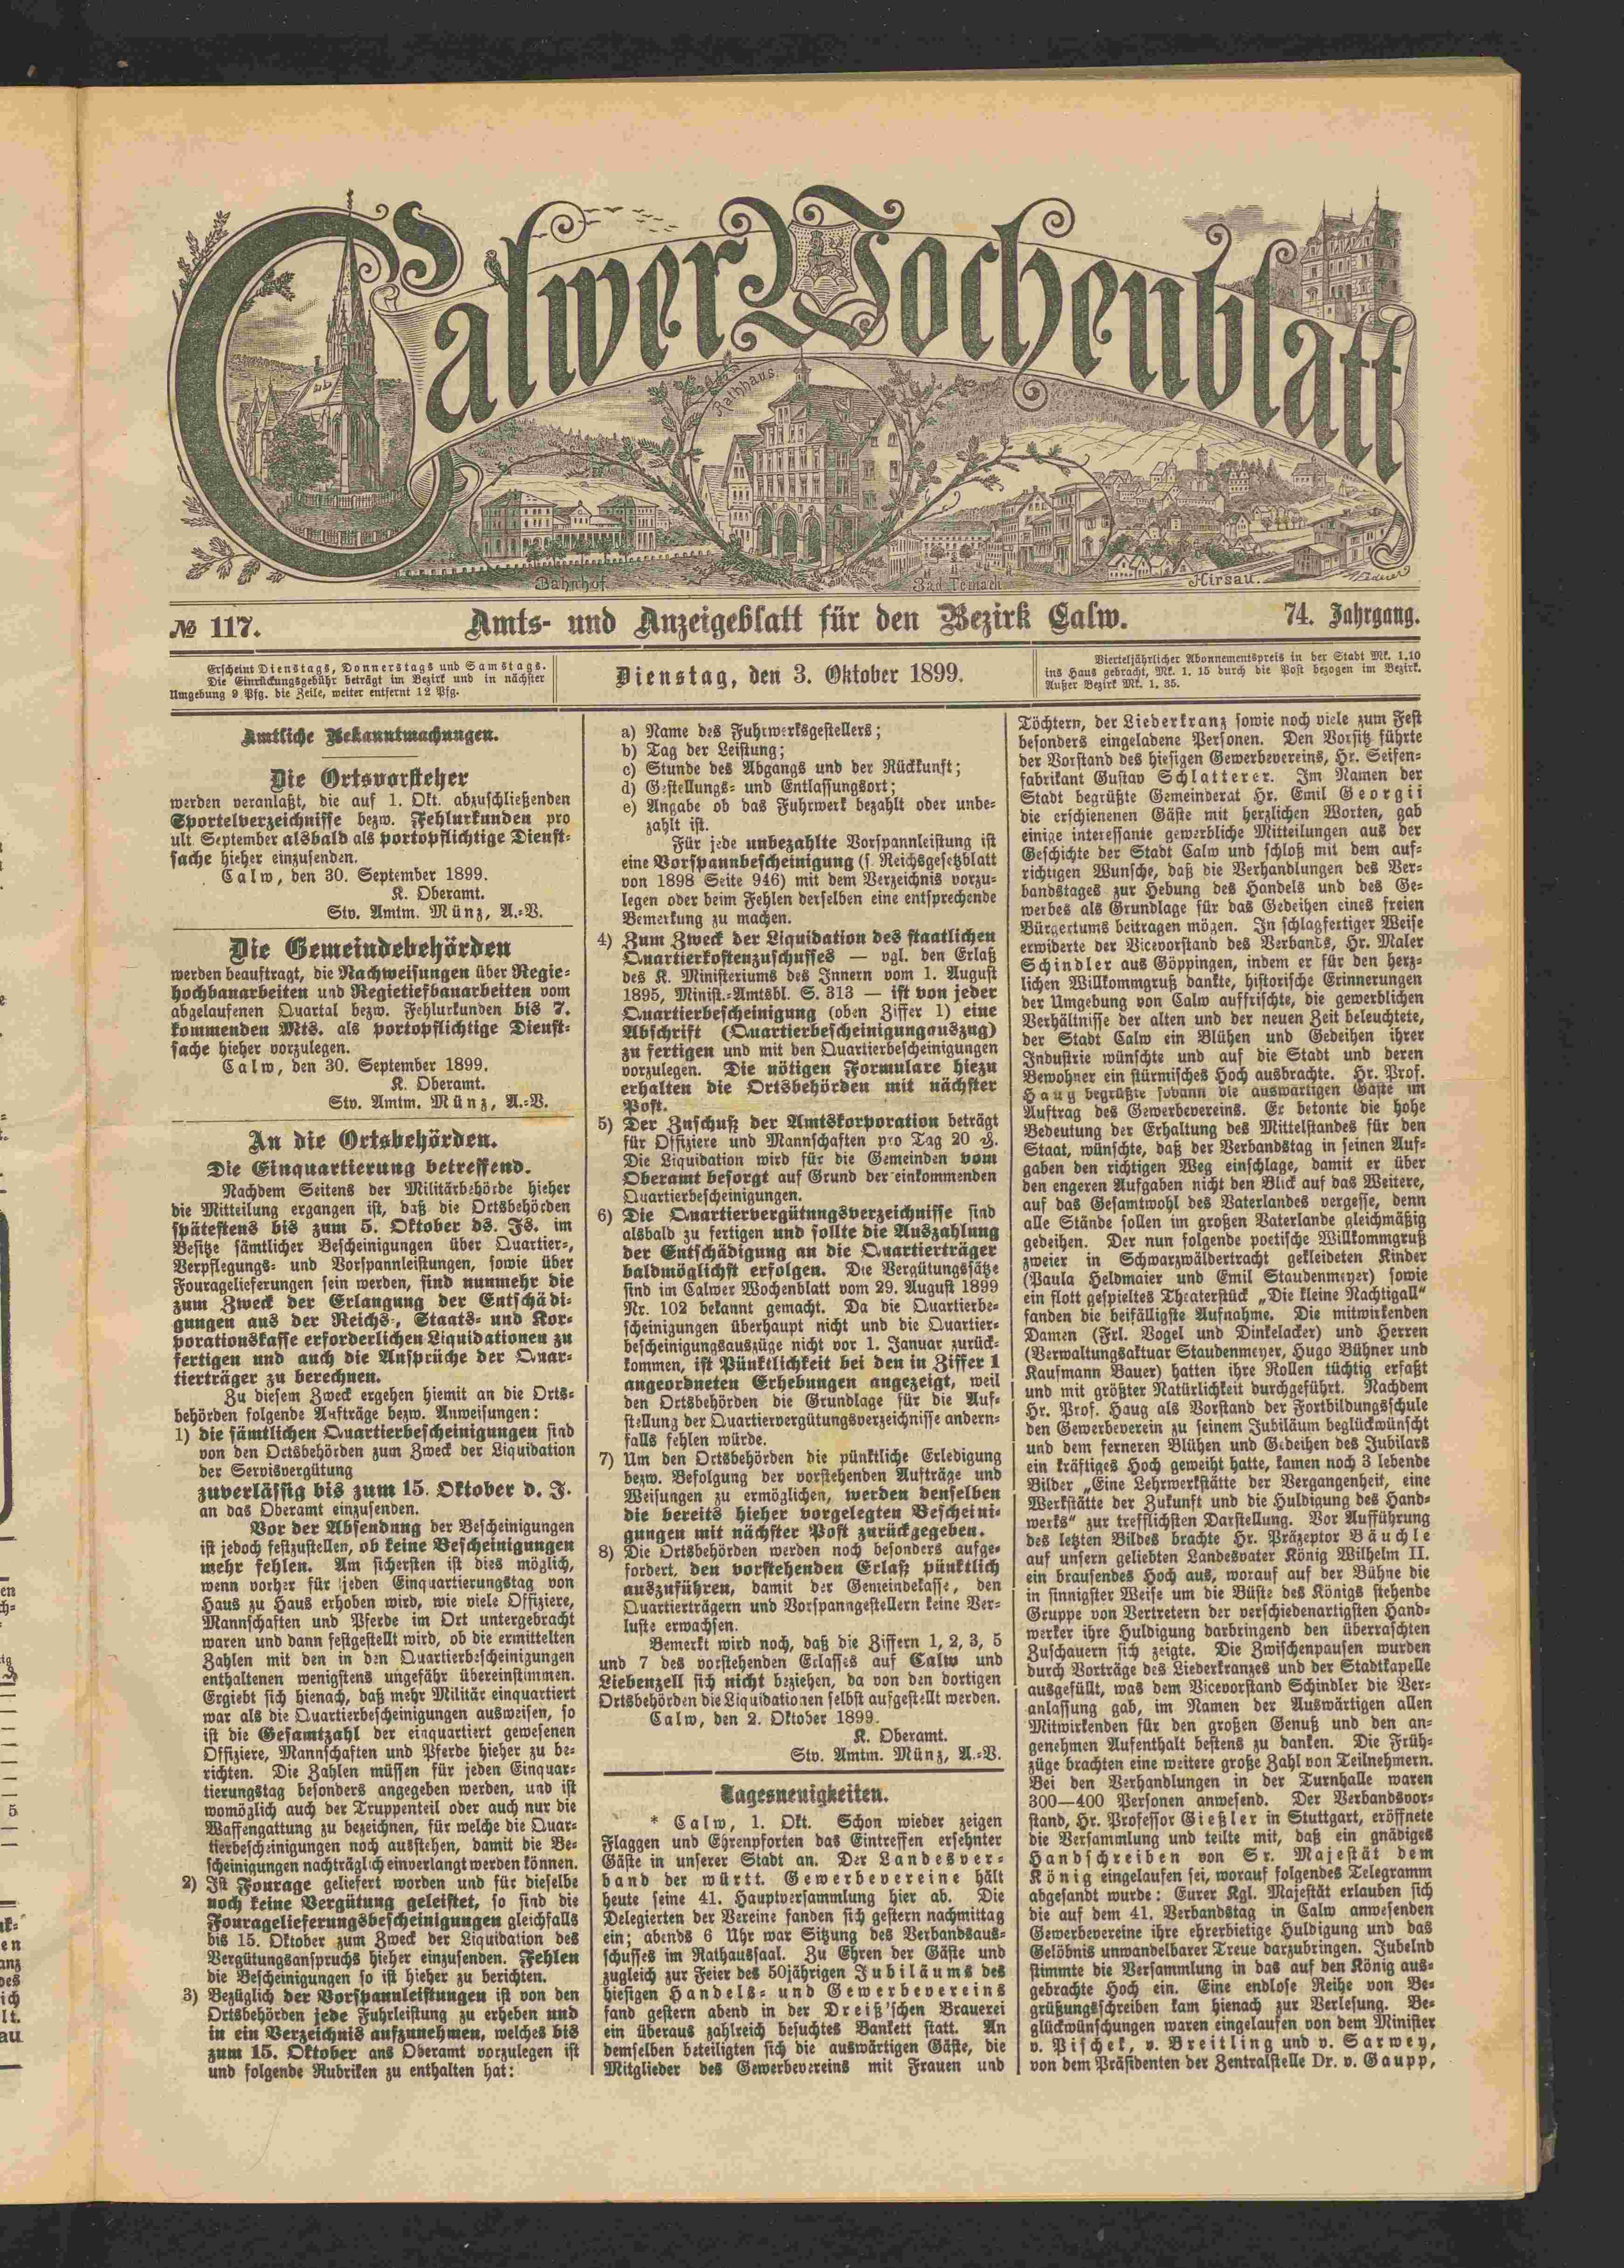 Calwer Wochenblatt
Rathhaus.
Bahnhof.
Bad Teinach
Hirsau.
№ 117.
Amts- und Anzeigeblatt für den Bezirk Calw.
74. Jahrgang.
Erscheint Dienstags, Donnerstags und Samstags.
Die Einrückungsgebühr beträgt im Bezirk und in nächster
Umgebung 9 Pfg. die Zeile, weiter entfernt 12 Pfg.
Dienstag, den 3. Oktober 1899.
Vierteljährlicher Abonnementspreis in der Stadt Mk. 1.10
ins Haus gebracht, Mk. 1. 15 durch die Post bezogen im Bezirk.
Außer Bezirk Mk. 1. 35.
Amtliche Bekanntmachungen.
Die Ortsvorsteher
werden veranlaßt, die auf 1. Okt. abzuschließenden
Sportelverzeichnisse bezw. Fehlurkunden pro
ult. September alsbald als portopflichtige Dienst-
sache hieher einzusenden.
Calw, den 30. September 1899.
K. Oberamt.
Stv. Amtm. Münz, A.-V.
Die Gemeindebehörden
werden beauftragt, die Nachweisungen über Regie-
hochbauarbeiten und Regietiefbauarbeiten vom
abgelaufenen Quartal bezw. Fehlurkunden bis 7.
kommenden Mts. als portopflichtige Dienst-
sache hieher vorzulegen.
Calw, den 30. September 1899.
K. Oberamt.
Stv. Amtm. Münz, A.-V.
An die Ortsbehörden.
Die Einquartierung betreffend.
Nachdem Seitens der Militärbehörde hieher
die Mitteilung ergangen ist, daß die Ortsbehörden
spätestens bis zum 5. Oktober ds. Js. im
Besitze sämtlicher Bescheinigungen über Quartier-,
Verpflegungs- und Vorspannleistungen, sowie über
Fouragelieferungen sein werden, sind nunmehr die
zum Zweck der Erlangung der Entschädi-
gungen aus der Reichs-, Staats- und Kor-
porationskasse erforderlichen Liquidationen zu
fertigen und auch die Ansprüche der Quar-
tierträger zu berechnen.
Zu diesem Zweck ergehen hiemit an die Orts-
behörden folgende Aufträge bezw. Anweisungen:
1) die sämtlichen Quartierbescheinigungen sind
von den Ortsbehörden zum Zweck der Liquidation
der Servisvergütung
zuverlässig bis zum 15. Oktober d. J.
an das Oberamt einzusenden.
Vor der Absendung der Bescheinigungen
ist jedoch festzustellen, ob keine Bescheinigungen
mehr fehlen. Am sichersten ist dies möglich,
wenn vorher für jeden Einquartierungstag von
Haus zu Haus erhoben wird, wie viele Offiziere,
Mannschaften und Pferde im Ort untergebracht
waren und dann festgestellt wird, ob die ermittelten
Zahlen mit den in den Quartierbescheinigungen
enthaltenen wenigstens ungefähr übereinstimmen.
Ergiebt sich hienach, daß mehr Militär einquartiert
war als die Quartierbescheinigungen ausweisen, so
ist die Gesamtzahl der einquartiert gewesenen
Offiziere, Mannschaften und Pferde hieher zu be-
richten. Die Zahlen müssen für jeden Einquar-
tierungstag besonders angegeben werden, und ist
womöglich auch der Truppenteil oder auch nur die
Waffengattung zu bezeichnen, für welche die Quar-
tierbescheinigungen noch ausstehen, damit die Be-
scheinigungen nachträglich einverlangt werden können.
2) Ist Fourage geliefert worden und für dieselbe
noch keine Vergütung geleistet, so sind die
Fouragelieferungsbescheinigungen gleichfalls
bis 15. Oktober zum Zweck der Liquidation des
Vergütungsanspruchs hieher einzusenden. Fehlen
die Bescheinigungen so ist hieher zu berichten.
3) Bezüglich der Vorspannleistungen ist von den
Ortsbehörden jede Fuhrleistung zu erheben und
in ein Verzeichnis aufzunehmen, welches bis
zum 15. Oktober ans Oberamt vorzulegen ist
und folgende Rubriken zu enthalten hat:
a) Name des Fuhrwerksgestellers;
b) Tag der Leistung;
c) Stunde des Abgangs und der Rückkunft;
d) Gestellungs- und Entlassungsort;
e) Angabe ob das Fuhrwerk bezahlt oder unbe-
zahlt ist.
Für jede unbezahlte Vorspannleistung ist
eine Vorspannbescheinigung (s. Reichsgesetzblatt
von 1898 Seite 946) mit dem Verzeichnis vorzu-
legen oder beim Fehlen derselben eine entsprechende
Bemerkung zu machen.
4) Zum Zweck der Liquidation des staatlichen
Quartierkostenzuschusses — vgl. den Erlaß
des K. Ministeriums des Innern vom 1. August
1895, Minist.-Amtsbl. S. 313 — ist von jeder
Quartierbescheinigung (oben Ziffer 1) eine
Abschrift (Quartierbescheinigungauszug)
zu fertigen und mit den Quartierbescheinigungen
vorzulegen. Die nötigen Formulare hiezu
erhalten die Ortsbehörden mit nächster
Post.
5) Der Zuschuß der Amtskorporation beträgt
für Offiziere und Mannschaften pro Tag 20 ₰.
Die Liquidation wird für die Gemeinden vom
Oberamt besorgt auf Grund der einkommenden
Quartierbescheinigungen.
6) Die Quartiervergütungsverzeichnisse sind
alsbald zu fertigen und sollte die Auszahlung
der Entschädigung an die Quartierträger
baldmöglichst erfolgen. Die Vergütungssätze
sind im Calwer Wochenblatt vom 29. August 1899
Nr. 102 bekannt gemacht. Da die Quartierbe-
scheinigungen überhaupt nicht und die Quartier-
bescheinigungsauszüge nicht vor 1. Januar zurück-
kommen, ist Pünktlichkeit bei den in Ziffer 1
angeordneten Erhebungen angezeigt, weil
den Ortsbehörden die Grundlage für die Auf-
stellung der Quartiervergütungsverzeichnisse andern-
falls fehlen würde.
7) Um den Ortsbehörden die pünktliche Erledigung
bezw. Befolgung der vorstehenden Aufträge und
Weisungen zu ermöglichen, werden denselben
die bereits hieher vorgelegten Bescheini-
gungen mit nächster Post zurückgegeben.
8) Die Ortsbehörden werden noch besonders aufge-
fordert, den vorstehenden Erlaß pünktlich
auszuführen, damit der Gemeindekasse, den
Quartierträgern und Vorspanngestellern keine Ver-
luste erwachsen.
Bemerkt wird noch, daß die Ziffern 1, 2, 3, 5
und 7 des vorstehenden Erlasses auf Calw und
Liebenzell sich nicht beziehen, da von den dortigen
Ortsbehörden die Liquidationen selbst aufgestellt werden.
Calw, den 2. Oktober 1899.
K. Oberamt.
Stv. Amtm. Münz, A.-V.
Tagesneuigkeiten.
* Calw, 1. Okt. Schon wieder zeigen
Flaggen und Ehrenpforten das Eintreffen ersehnter
Gäste in unserer Stadt an. Der Landesver-
band der württ. Gewerbevereine hält
heute seine 41. Hauptversammlung hier ab. Die
Delegierten der Vereine fanden sich gestern nachmittag
ein; abends 6 Uhr war Sitzung des Verbandsaus-
schusses im Rathaussaal. Zu Ehren der Gäste und
zugleich zur Feier des 50jährigen Jubiläums des
hiesigen Handels- und Gewerbevereins
fand gestern abend in der Dreiß'schen Brauerei
ein überaus zahlreich besuchtes Bankett statt. An
demselben beteiligten sich die auswärtigen Gäste, die
Mitglieder des Gewerbevereins mit Frauen und
Töchtern, der Liederkranz sowie noch viele zum Fest
besonders eingeladene Personen. Den Vorsitz führte
der Vorstand des hiesigen Gewerbevereins, Hr. Seifen-
fabrikant Gustav Schlatterer. Im Namen der
Stadt begrüßte Gemeinderat Hr. Emil Georgii
die erschienenen Gäste mit herzlichen Worten, gab
einige interessante gewerbliche Mitteilungen aus der
Geschichte der Stadt Calw und schloß mit dem auf-
richtigen Wunsche, daß die Verhandlungen des Ver-
bandstages zur Hebung des Handels und des Ge-
werbes als Grundlage für das Gedeihen eines freien
Bürgertums beitragen mögen. In schlagfertiger Weise
erwiderte der Vicevorstand des Verbands, Hr. Maler
Schindler aus Göppingen, indem er für den herz-
lichen Willkommgruß dankte, historische Erinnerungen
der Umgebung von Calw auffrischte, die gewerblichen
Verhältnisse der alten und der neuen Zeit beleuchtete,
der Stadt Calw ein Blühen und Gedeihen ihrer
Industrie wünschte und auf die Stadt und deren
Bewohner ein stürmisches Hoch ausbrachte. Hr. Prof.
Haug begrüßte sodann die auswärtigen Gäste im
Auftrag des Gewerbevereins. Er betonte die hohe
Bedeutung der Erhaltung des Mittelstandes für den
Staat, wünschte, daß der Verbandstag in seinen Auf-
gaben den richtigen Weg einschlage, damit er über
den engeren Aufgaben nicht den Blick auf das Weitere,
auf das Gesamtwohl des Vaterlandes vergesse, denn
alle Stände sollen im großen Vaterlande gleichmäßig
gedeihen. Der nun folgende poetische Willkommgruß
zweier in Schwarzwäldertracht gekleideten Kinder
(Paula Heldmaier und Emil Staudenmeyer) sowie
ein flott gespieltes Theaterstück „Die kleine Nachtigall“
fanden die beifälligste Aufnahme. Die mitwirkenden
Damen (Frl. Vogel und Dinkelacker) und Herren
(Verwaltungsaktuar Staudenmeyer, Hugo Bühner und
Kaufmann Bauer) hatten ihre Rollen tüchtig erfaßt
und mit größter Natürlichkeit durchgeführt. Nachdem
Hr. Prof. Haug als Vorstand der Fortbildungsschule
den Gewerbeverein zu seinem Jubiläum beglückwünscht
und dem ferneren Blühen und Gedeihen des Jubilars
ein kräftiges Hoch geweiht hatte, kamen noch 3 lebende
Bilder „Eine Lehrwerkstätte der Vergangenheit, eine
Werkstätte der Zukunft und die Huldigung des Hand-
werks“ zur trefflichsten Darstellung. Vor Aufführung
des letzten Bildes brachte Hr. Präzeptor Bäuchle
auf unsern geliebten Landesvater König Wilhelm II.
ein brausendes Hoch aus, worauf auf der Bühne die
in sinnigster Weise um die Büste des Königs stehende
Gruppe von Vertretern der verschiedenartigsten Hand-
werker ihre Huldigung darbringend den überraschten
Zuschauern sich zeigte. Die Zwischenpausen wurden
durch Vorträge des Liederkranzes und der Stadtkapelle
ausgefüllt, was dem Vicevorstand Schindler die Ver-
anlassung gab, im Namen der Auswärtigen allen
Mitwirkenden für den großen Genuß und den an-
genehmen Aufenthalt bestens zu danken. Die Früh-
züge brachten eine weitere große Zahl von Teilnehmern.
Bei den Verhandlungen in der Turnhalle waren
300—400 Personen anwesend. Der Verbandsvor-
stand, Hr. Professor Gießler in Stuttgart, eröffnete
die Versammlung und teilte mit, daß ein gnädiges
Handschreiben von Sr. Majestät dem
König eingelaufen sei, worauf folgendes Telegramm
abgesandt wurde: Eurer Kgl. Majestät erlauben sich
die auf dem 41. Verbandstag in Calw anwesenden
Gewerbevereine ihre ehrerbietige Huldigung und das
Gelöbnis unwandelbarer Treue darzubringen. Jubelnd
stimmte die Versammlung in das auf den König aus-
gebrachte Hoch ein. Eine endlose Reihe von Be-
grüßungsschreiben kam hienach zur Verlesung. Be-
glückwünschungen waren eingelaufen von dem Minister
v. Pischek, v. Breitling und v. Sarwey,
von dem Präsidenten der Zentralstelle Dr. v. Gaupp,